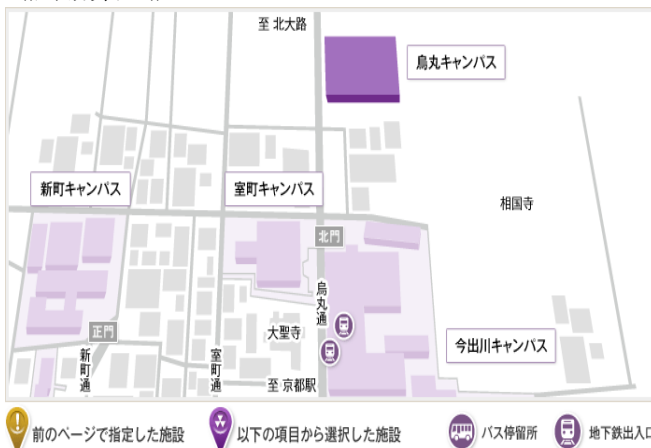 至 北大路
烏丸キャンパス
新町キャンパス
室町キャンパス
相国寺
北門
烏丸通
正門
新町通
室町通
大聖寺
至 京都駅
今出川キャンパス
前のページで指定した施設
以下の項目から選択した施設
バス停留所
地下鉄出入口